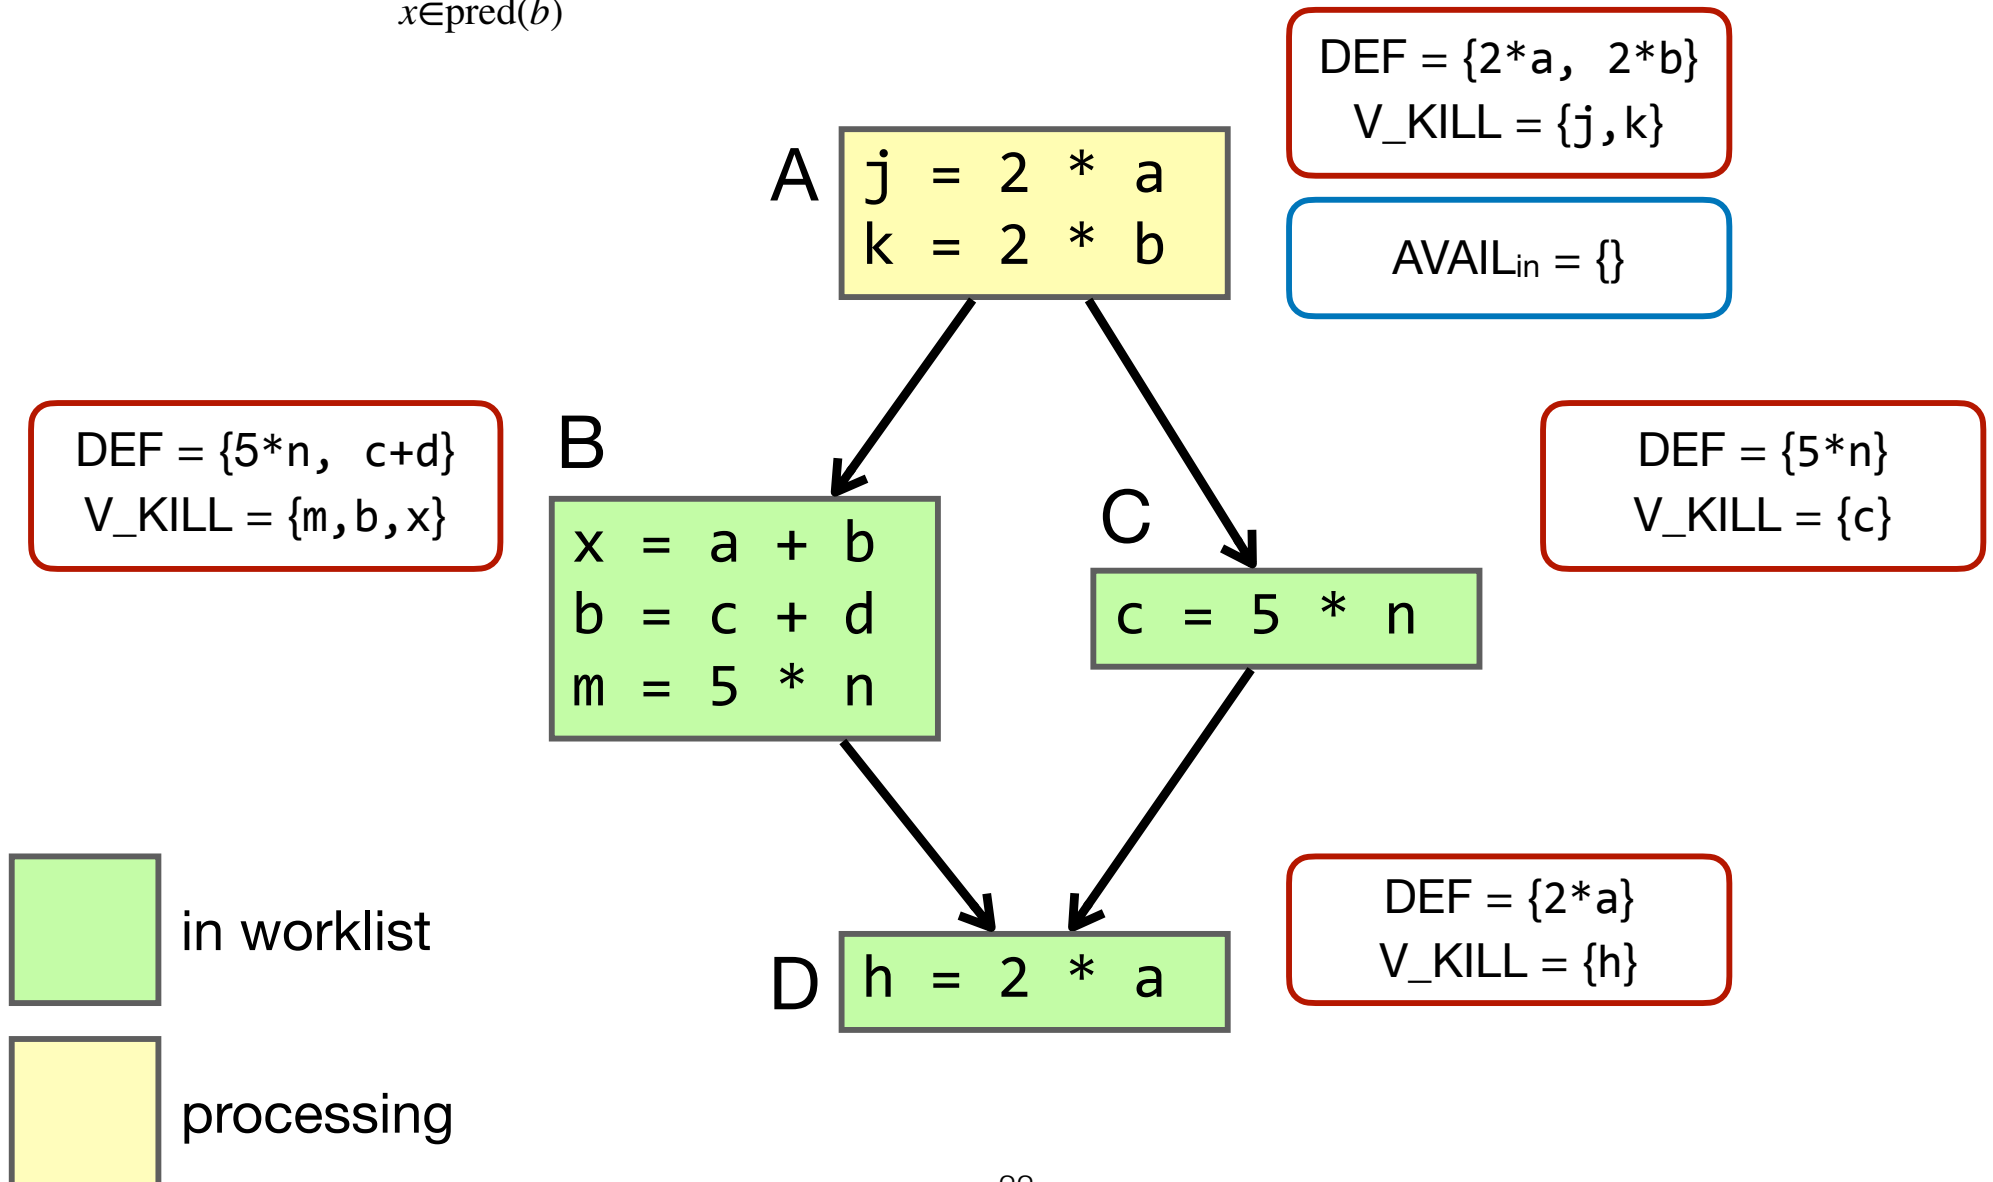 x∈pred(b)
DEF = {2*a, 2*b}
V_KILL = {j,k}
A
j = 2 * a
k = 2 * b
AVAILin = {}
DEF = {5*n, c+d}
V_KILL = {m,b,x}
B
x = a + b
b = c + d
m = 5 * n
C
c = 5 * n
DEF = {5*n}
V_KILL = {c}
D
h = 2 * a
DEF = {2*a}
V_KILL = {h}
in worklist
processing